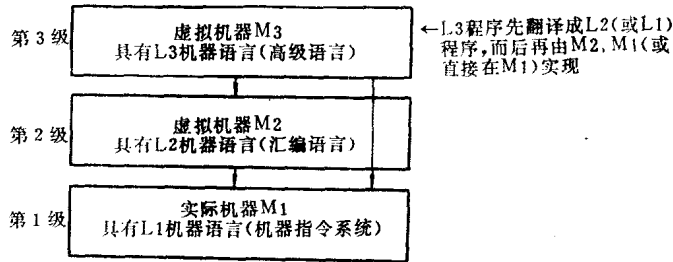 第3级
虚拟机器M3
具有L3机器语言(高级语言)
←L3程序先翻译成L2(或L1)
程序,而后再由M2, M1(或
直接在M1)实现
第2级
虚拟机器M2
具有L2机器语言(汇编语言)
第1级
实际机器M1
具有L1机器语言(机器指令系统)